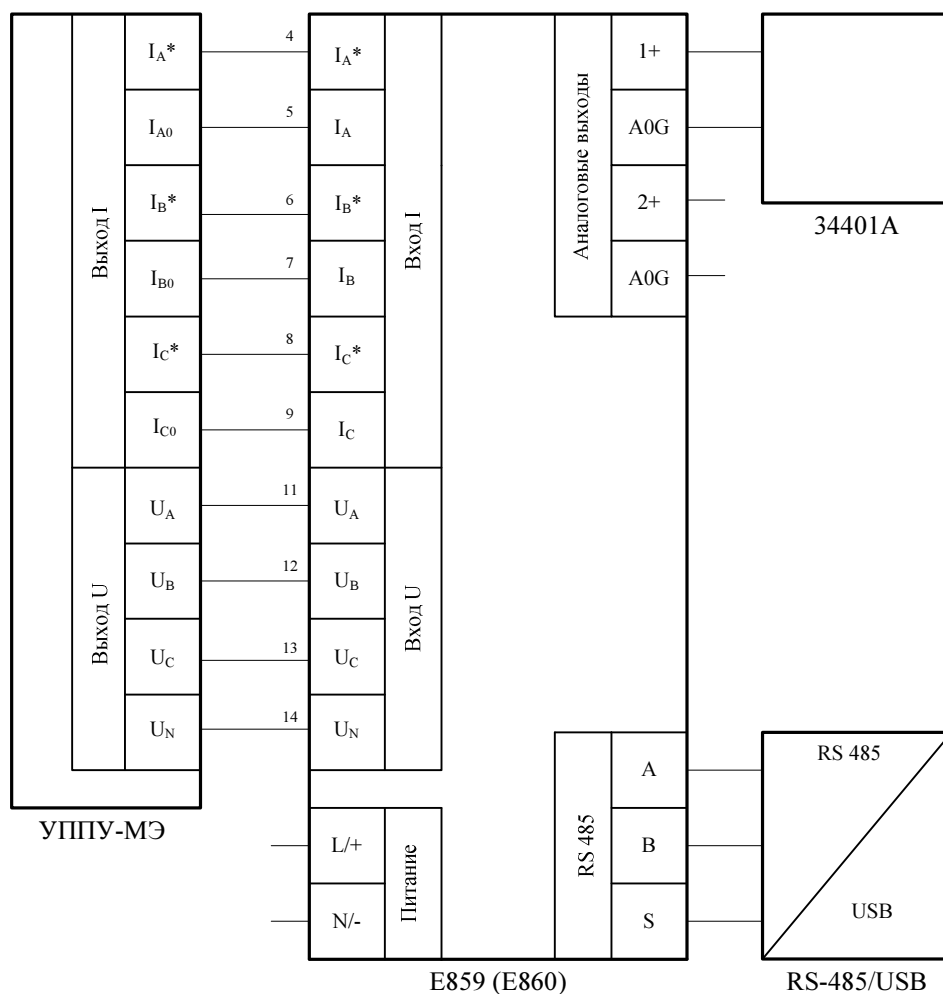 Выход I
I_A*
I_A0
I_B*
I_B0
I_C*
I_C0
Выход U
U_A
U_B
U_C
U_N
УППУ-МЭ
4
5
6
7
8
9
11
12
13
14
I_A*
I_A
I_B*
I_B
I_C*
I_C
Вход I
U_A
U_B
U_C
U_N
Вход U
L/+
N/-
Питание
Аналоговые выходы
1+
A0G
2+
A0G
RS 485
A
B
S
E859 (E860)
34401A
RS 485
USB
RS-485/USB